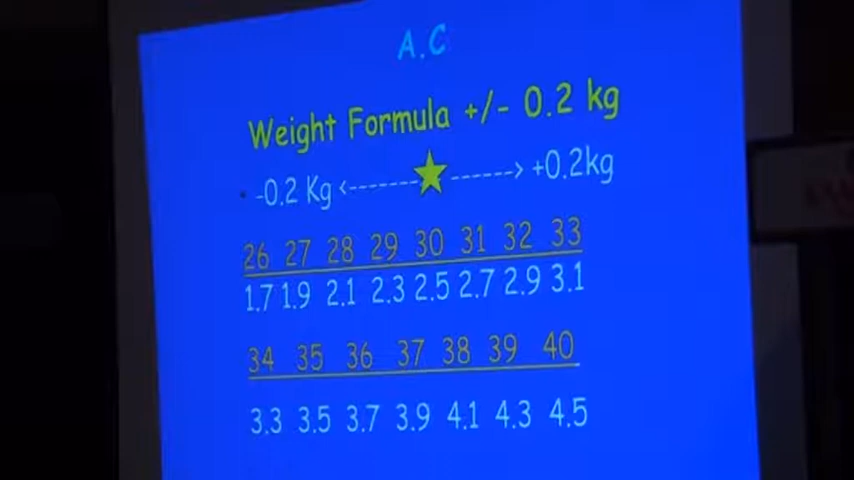 A.C
Weight Formula +/- 0.2 kg
• -0.2 Kg <------- ------> +0.2kg
26 27 28 29 30 31 32 33
1.7 1.9 2.1 2.3 2.5 2.7 2.9 3.1
34 35 36 37 38 39 40
3.3 3.5 3.7 3.9 4.1 4.3 4.5